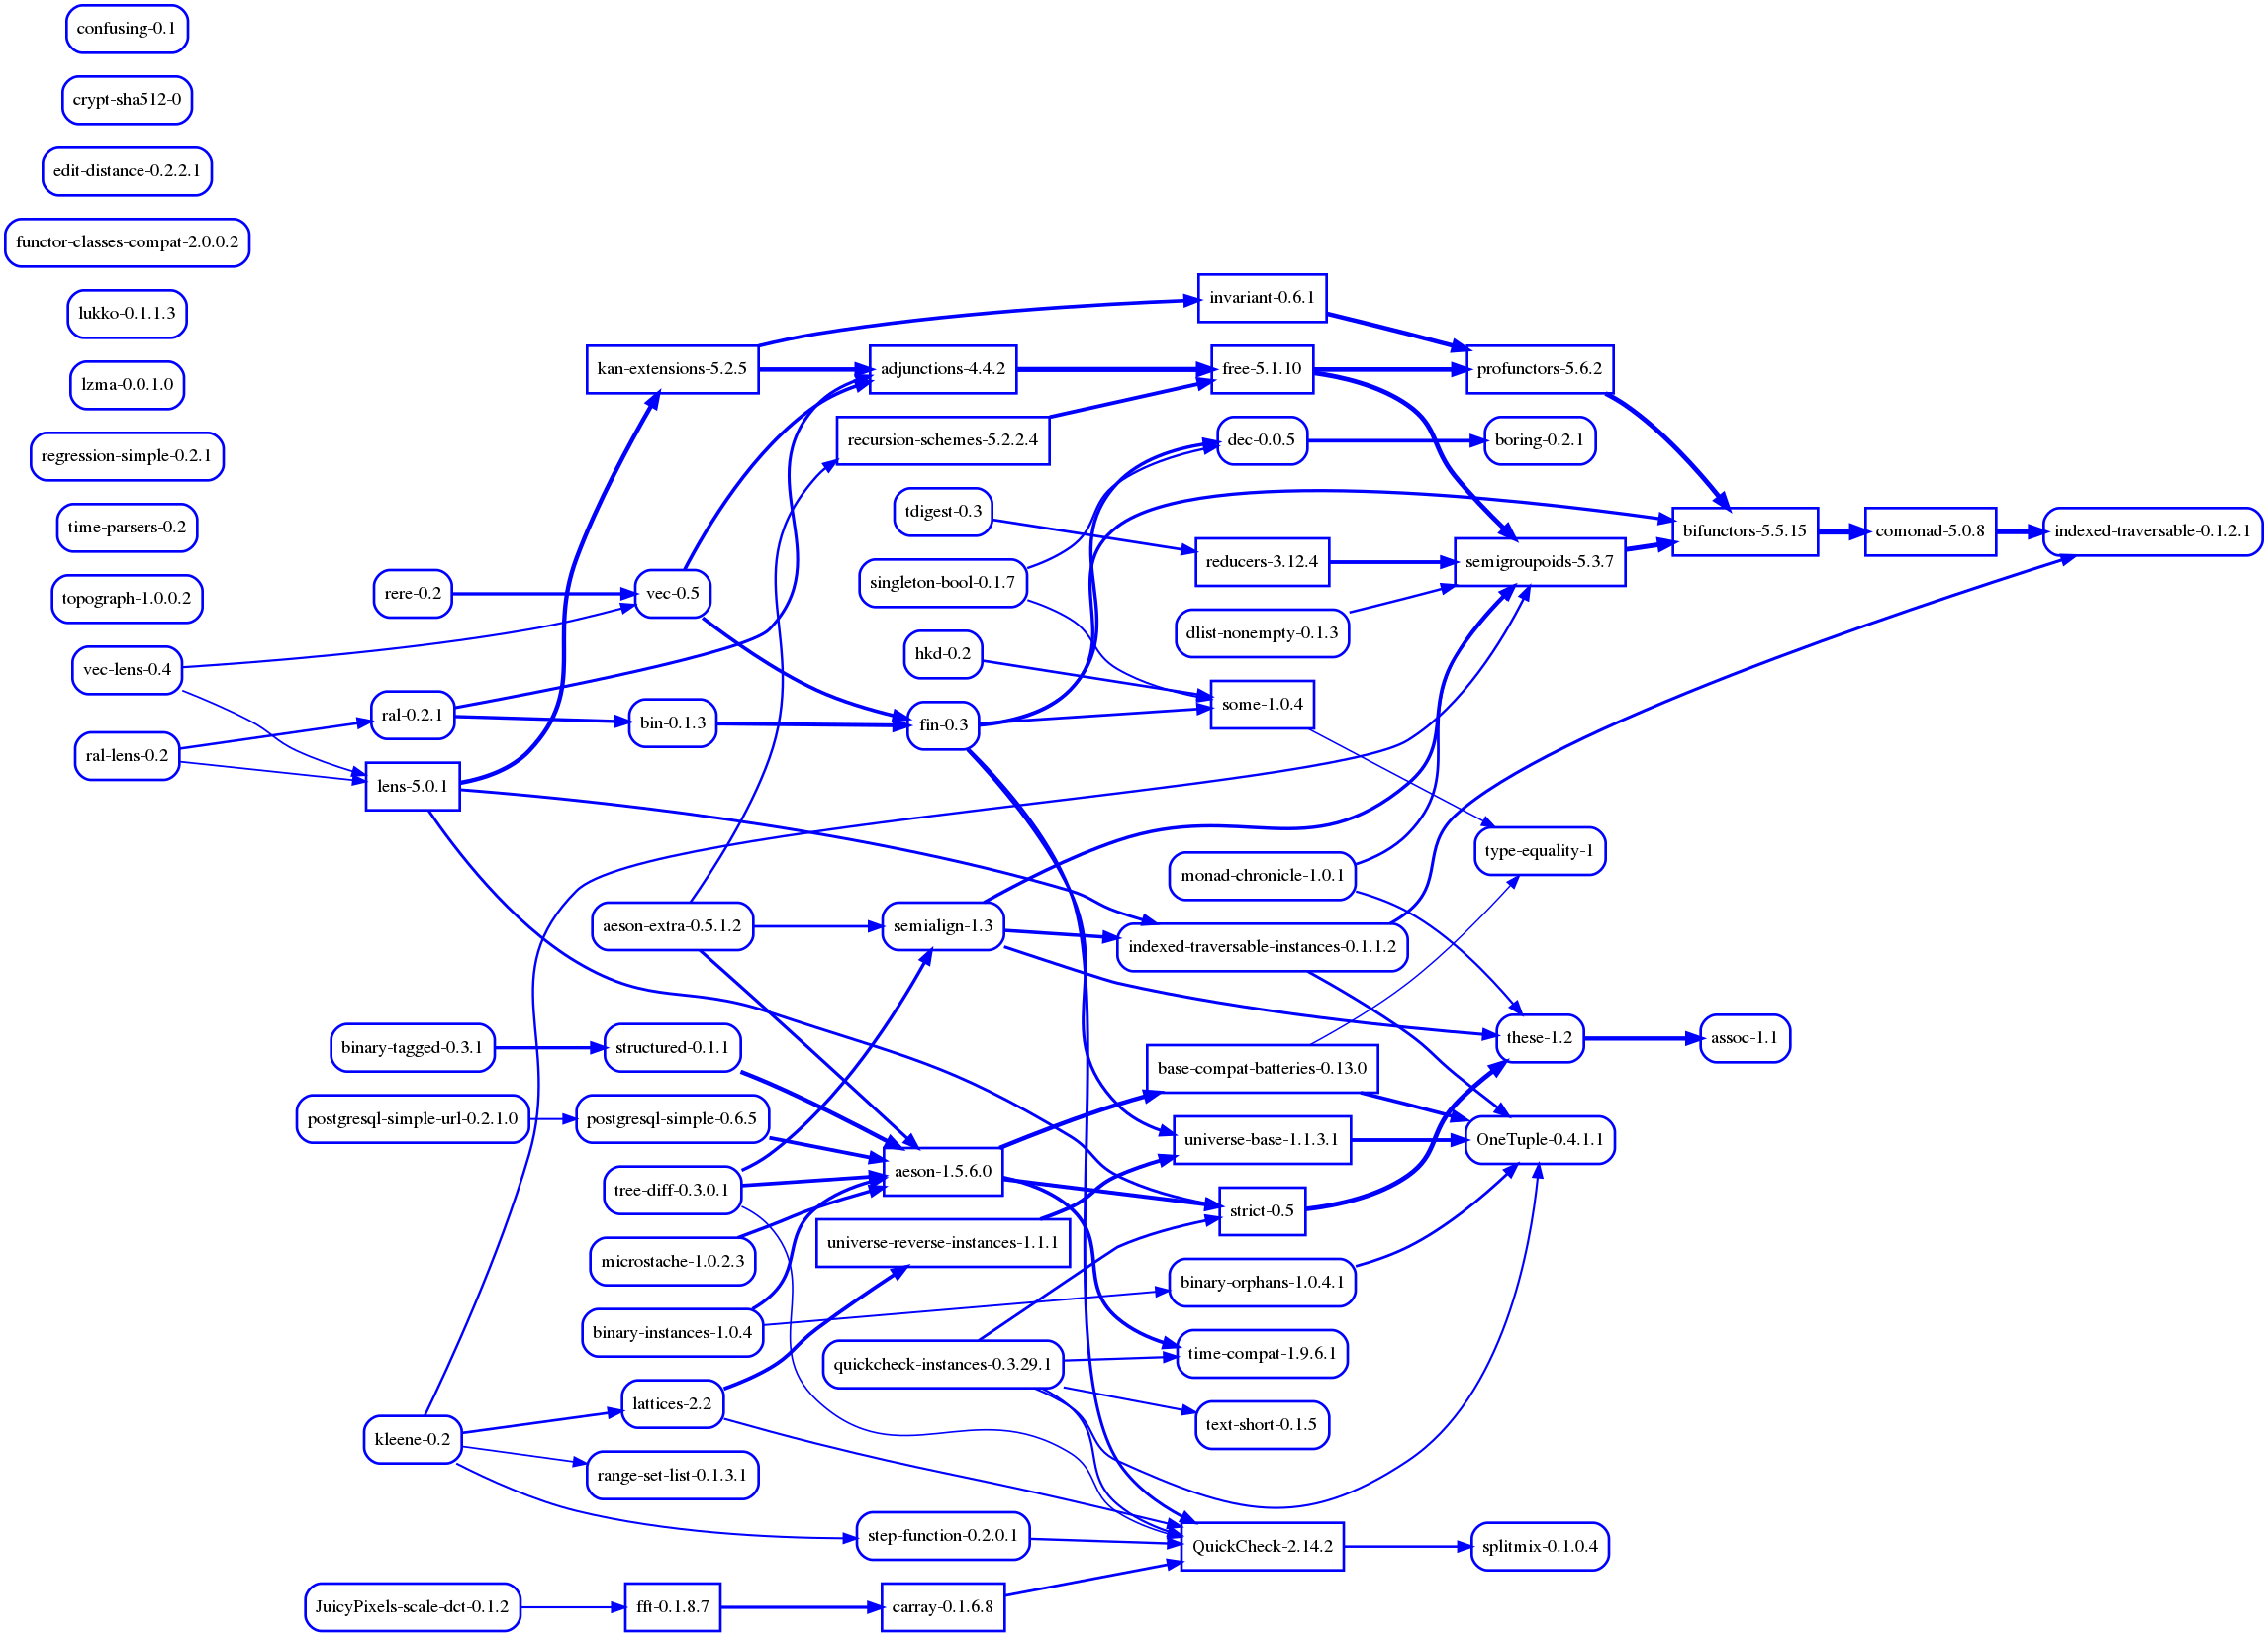 confusing-0.1
crypt-sha512-0
edit-distance-0.2.2.1
functor-classes-compat-2.0.0.2
lukko-0.1.1.3
lzma-0.0.1.0
regression-simple-0.2.1
time-parsers-0.2
topograph-1.0.0.2
vec-lens-0.4
ral-lens-0.2
rere-0.2
ral-0.2.1
lens-5.0.1
binary-tagged-0.3.1
postgresql-simple-url-0.2.1.0
kleene-0.2
JuicyPixels-scale-dct-0.1.2
kan-extensions-5.2.5
vec-0.5
bin-0.1.3
aeson-extra-0.5.1.2
structured-0.1.1
postgresql-simple-0.6.5
tree-diff-0.3.0.1
microstache-1.0.2.3
binary-instances-1.0.4
lattices-2.2
range-set-list-0.1.3.1
fft-0.1.8.7
adjunctions-4.4.2
recursion-schemes-5.2.2.4
tdigest-0.3
singleton-bool-0.1.7
hkd-0.2
fin-0.3
semialign-1.3
aeson-1.5.6.0
universe-reverse-instances-1.1.1
quickcheck-instances-0.3.29.1
step-function-0.2.0.1
carray-0.1.6.8
invariant-0.6.1
free-5.1.10
dec-0.0.5
reducers-3.12.4
dlist-nonempty-0.1.3
some-1.0.4
monad-chronicle-1.0.1
indexed-traversable-instances-0.1.1.2
base-compat-batteries-0.13.0
universe-base-1.1.3.1
strict-0.5
binary-orphans-1.0.4.1
time-compat-1.9.6.1
text-short-0.1.5
QuickCheck-2.14.2
profunctors-5.6.2
boring-0.2.1
semigroupoids-5.3.7
type-equality-1
these-1.2
OneTuple-0.4.1.1
splitmix-0.1.0.4
bifunctors-5.5.15
assoc-1.1
comonad-5.0.8
indexed-traversable-0.1.2.1